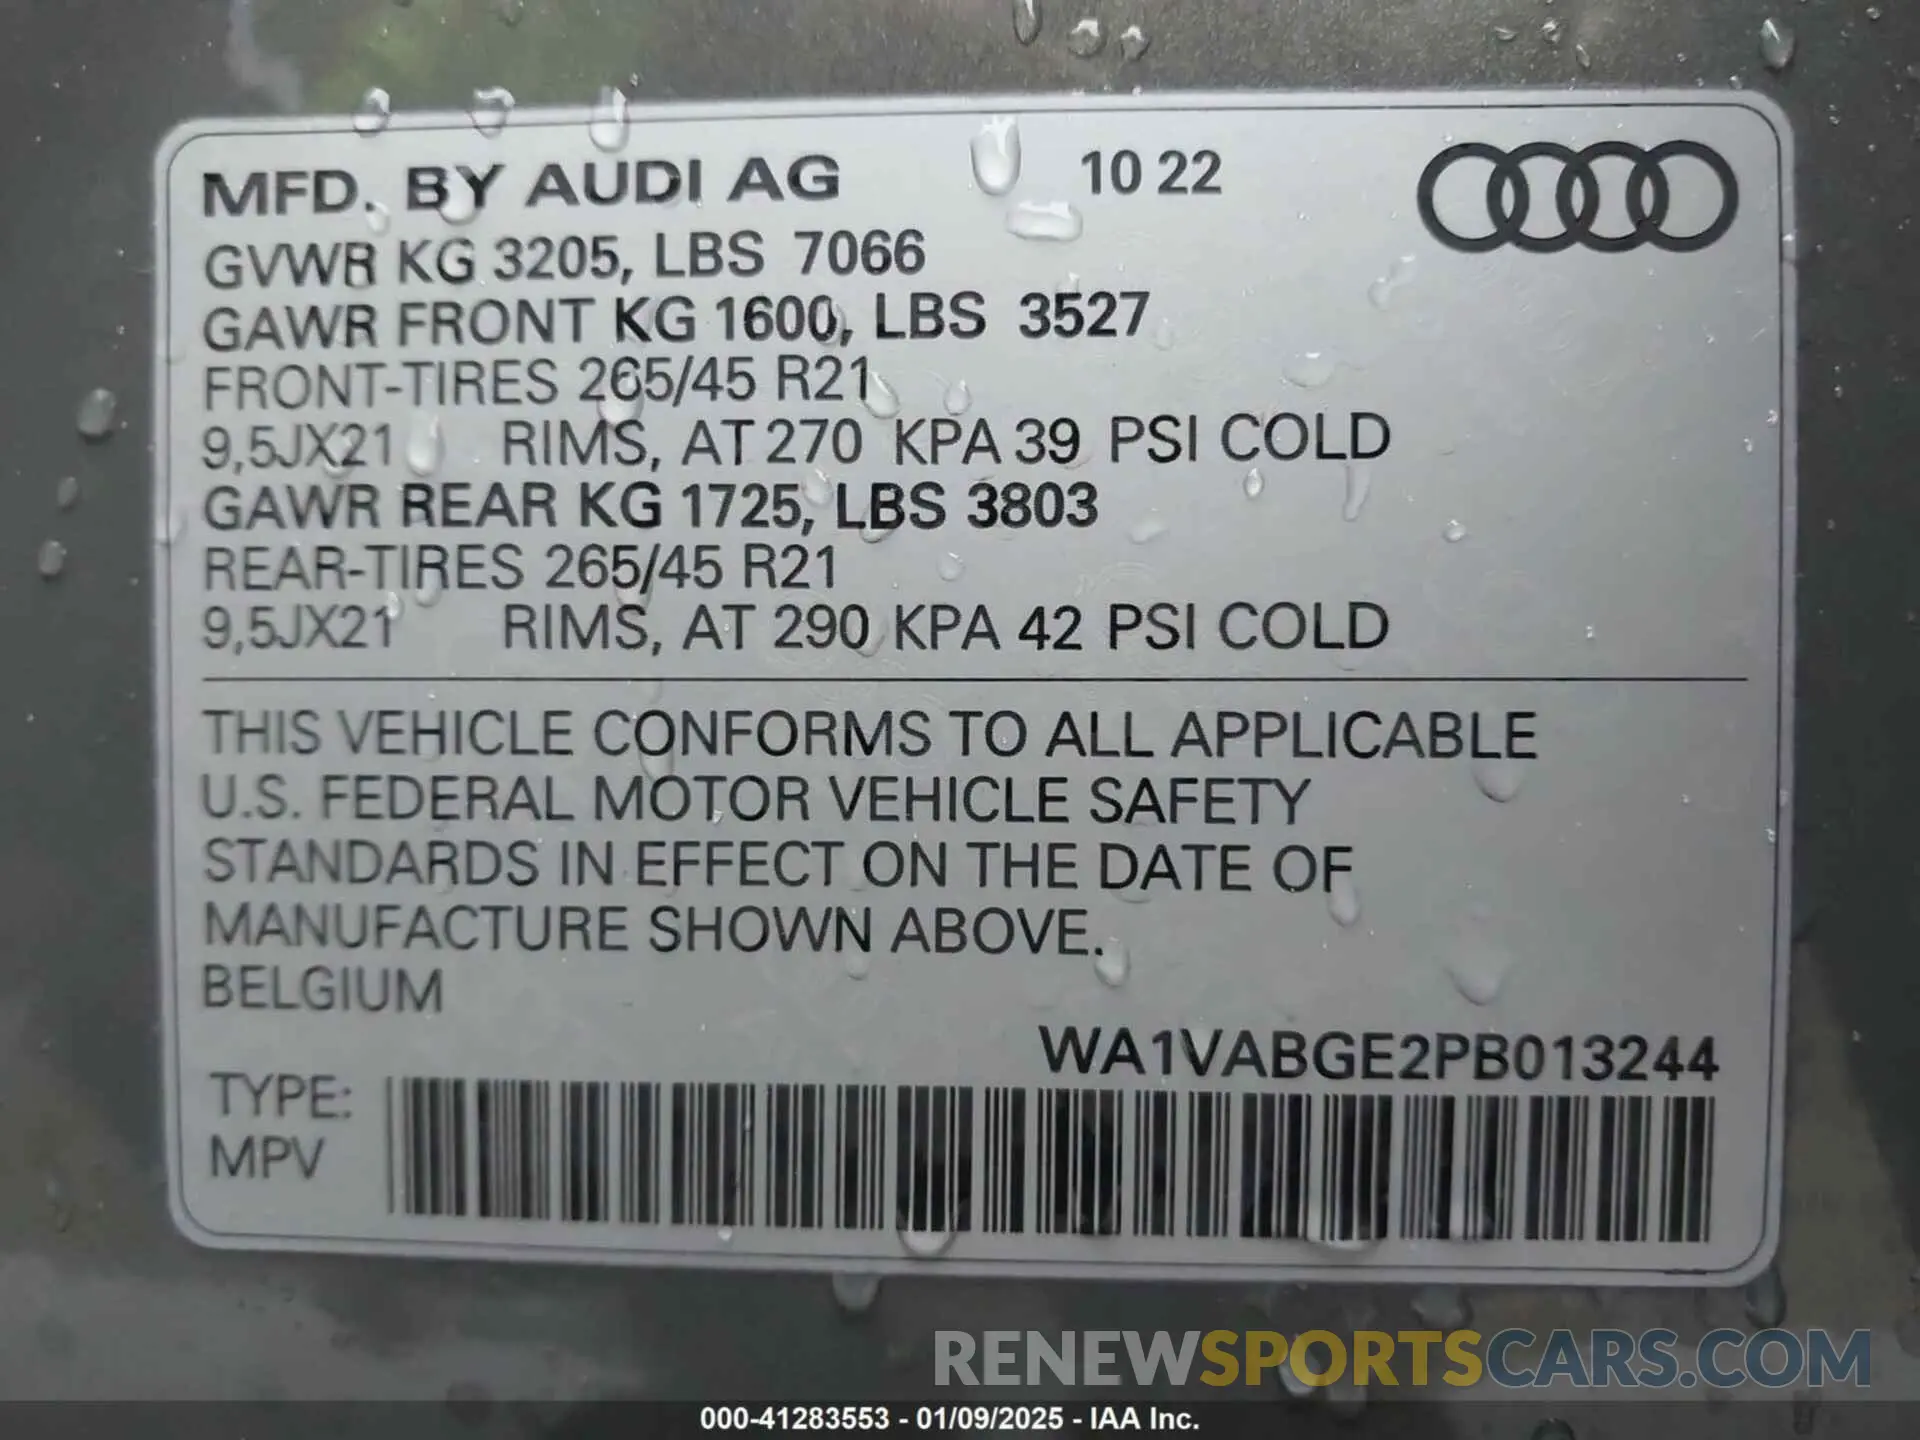 MFD. BY AUDI AG 10 22
GVWR KG 3205, LBS 7066
GAWR FRONT KG 1600, LBS 3527
FRONT-TIRES 265/45 R21
9,5JX21 RIMS, AT 270 KPA 39 PSI COLD
GAWR REAR KG 1725, LBS 3803
REAR-TIRES 265/45 R21
9,5JX21 RIMS, AT 290 KPA 42 PSI COLD
THIS VEHICLE CONFORMS TO ALL APPLICABLE
U.S. FEDERAL MOTOR VEHICLE SAFETY
STANDARDS IN EFFECT ON THE DATE OF
MANUFACTURE SHOWN ABOVE.
BELGIUM
WA1VABGE2PB013244
TYPE:
MPV
RENEWSPORTSCARS.COM
000-41283553 - 01/09/2025 - IAA Inc.